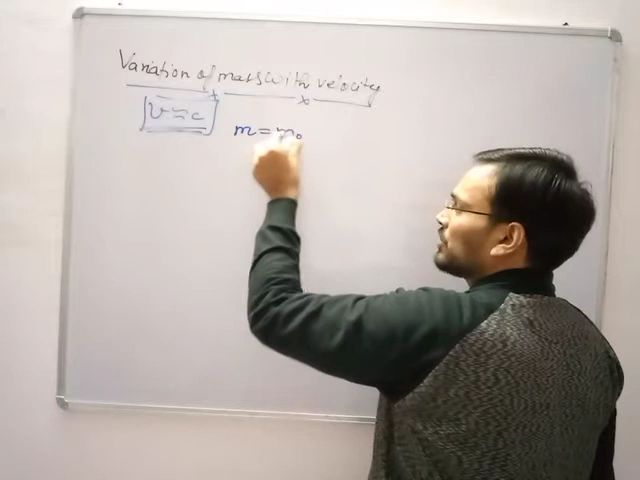 Variation of mass with velocity
v ≃ c
m = m₀